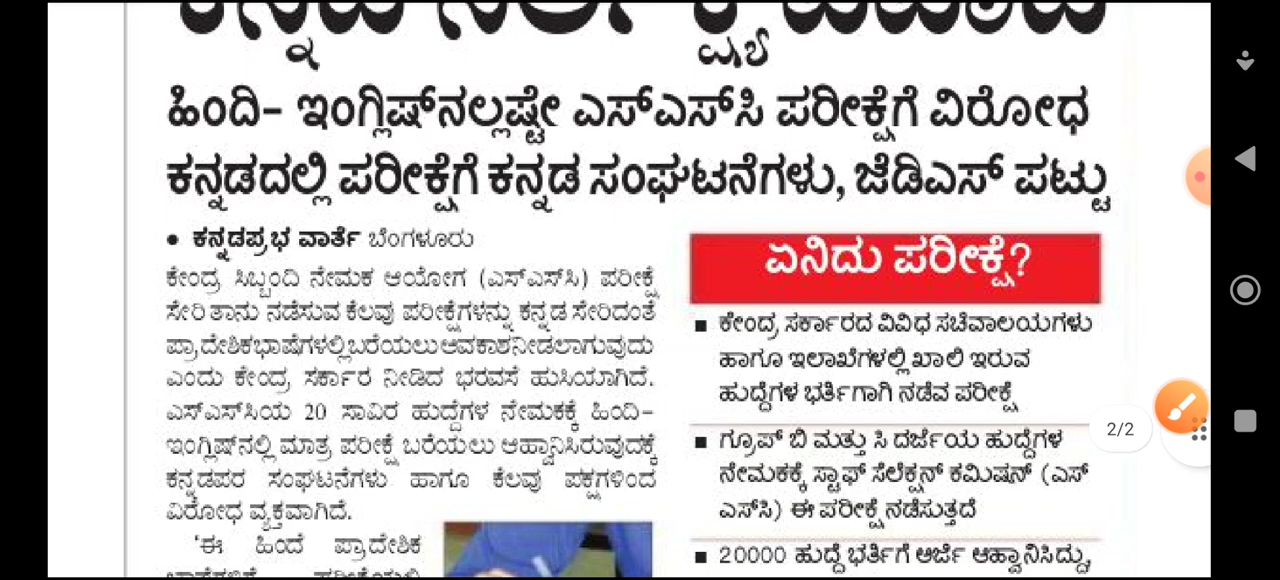 ಹಿಂದಿ- ಇಂಗ್ಲಿಷ್‌ನಲ್ಲಷ್ಟೇ ಎಸ್‌ಎಸ್‌ಸಿ ಪರೀಕ್ಷೆಗೆ ವಿರೋಧ
ಕನ್ನಡದಲ್ಲಿ ಪರೀಕ್ಷೆಗೆ ಕನ್ನಡ ಸಂಘಟನೆಗಳು, ಜೆಡಿಎಸ್ ಪಟ್ಟು
• ಕನ್ನಡಪ್ರಭ ವಾರ್ತೆ ಬೆಂಗಳೂರು
ಕೇಂದ್ರ ಸಿಬ್ಬಂದಿ ನೇಮಕ ಆಯೋಗ (ಎಸ್‌ಎಸ್‌ಸಿ) ಪರೀಕ್ಷೆ
ಸೇರಿ ತಾನು ನಡೆಸುವ ಕೆಲವು ಪರೀಕ್ಷೆಗಳನ್ನು ಕನ್ನಡ ಸೇರಿದಂತೆ
ಪ್ರಾದೇಶಿಕ ಭಾಷೆಗಳಲ್ಲಿ ಬರೆಯಲು ಅವಕಾಶ ನೀಡಲಾಗುವುದು
ಎಂದು ಕೇಂದ್ರ ಸರ್ಕಾರ ನೀಡಿದ ಭರವಸೆ ಹುಸಿಯಾಗಿದೆ.
ಎಸ್‌ಎಸ್‌ಸಿಯ 20 ಸಾವಿರ ಹುದ್ದೆಗಳ ನೇಮಕಕ್ಕೆ ಹಿಂದಿ-
ಇಂಗ್ಲಿಷ್‌ನಲ್ಲಿ ಮಾತ್ರ ಪರೀಕ್ಷೆ ಬರೆಯಲು ಆಹ್ವಾನಿಸಿರುವುದಕ್ಕೆ
ಕನ್ನಡಪರ ಸಂಘಟನೆಗಳು ಹಾಗೂ ಕೆಲವು ಪಕ್ಷಗಳಿಂದ
ವಿರೋಧ ವ್ಯಕ್ತವಾಗಿದೆ.
'ಈ ಹಿಂದೆ ಪ್ರಾದೇಶಿಕ
ಏನಿದು ಪರೀಕ್ಷೆ?
▪ ಕೇಂದ್ರ ಸರ್ಕಾರದ ವಿವಿಧ ಸಚಿವಾಲಯಗಳು
ಹಾಗೂ ಇಲಾಖೆಗಳಲ್ಲಿ ಖಾಲಿ ಇರುವ
ಹುದ್ದೆಗಳ ಭರ್ತಿಗಾಗಿ ನಡೆವ ಪರೀಕ್ಷೆ
▪ ಗ್ರೂಪ್ ಬಿ ಮತ್ತು ಸಿ ದರ್ಜೆಯ ಹುದ್ದೆಗಳ
ನೇಮಕಕ್ಕೆ ಸ್ಟಾಫ್ ಸೆಲೆಕ್ಷನ್ ಕಮಿಷನ್ (ಎಸ್
ಎಸ್‌ಸಿ) ಈ ಪರೀಕ್ಷೆ ನಡೆಸುತ್ತದೆ
▪ 20000 ಹುದ್ದೆ ಭರ್ತಿಗೆ ಅರ್ಜಿ ಆಹ್ವಾನಿಸಿದ್ದು,
2/2